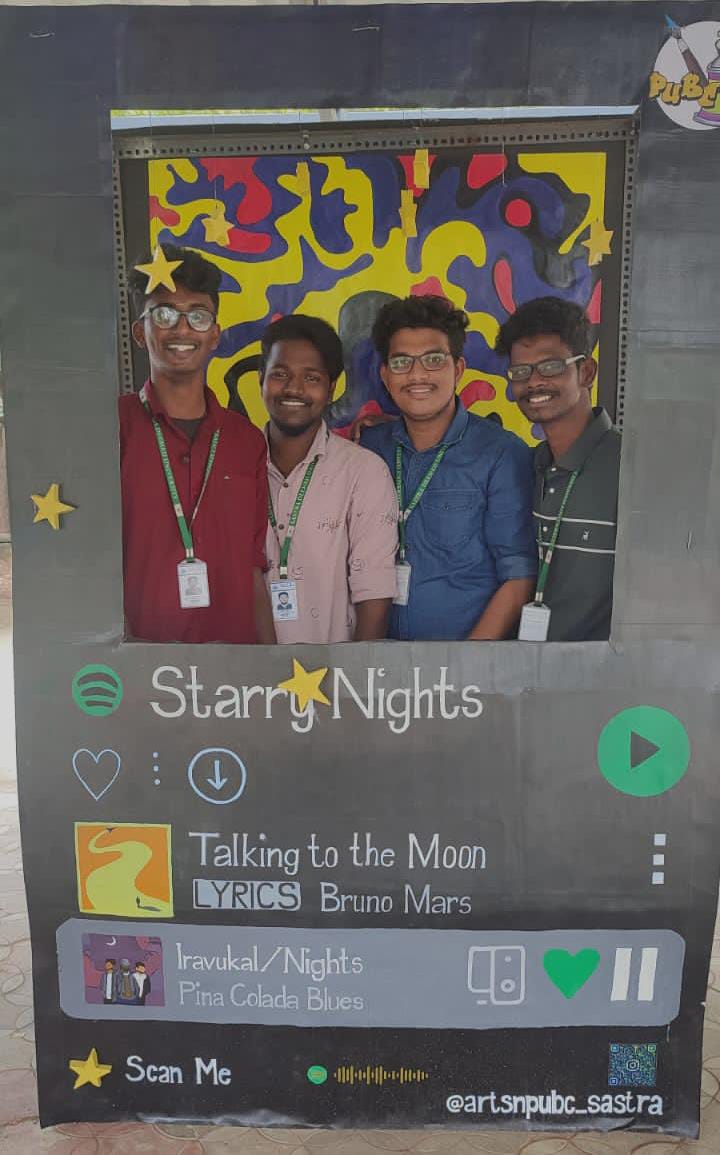 PUBC
Starry Nights
Talking to the Moon
LYRICS Bruno Mars
Iravukal/Nights
Pina Colada Blues
Scan Me
@artsnpubc_sastra